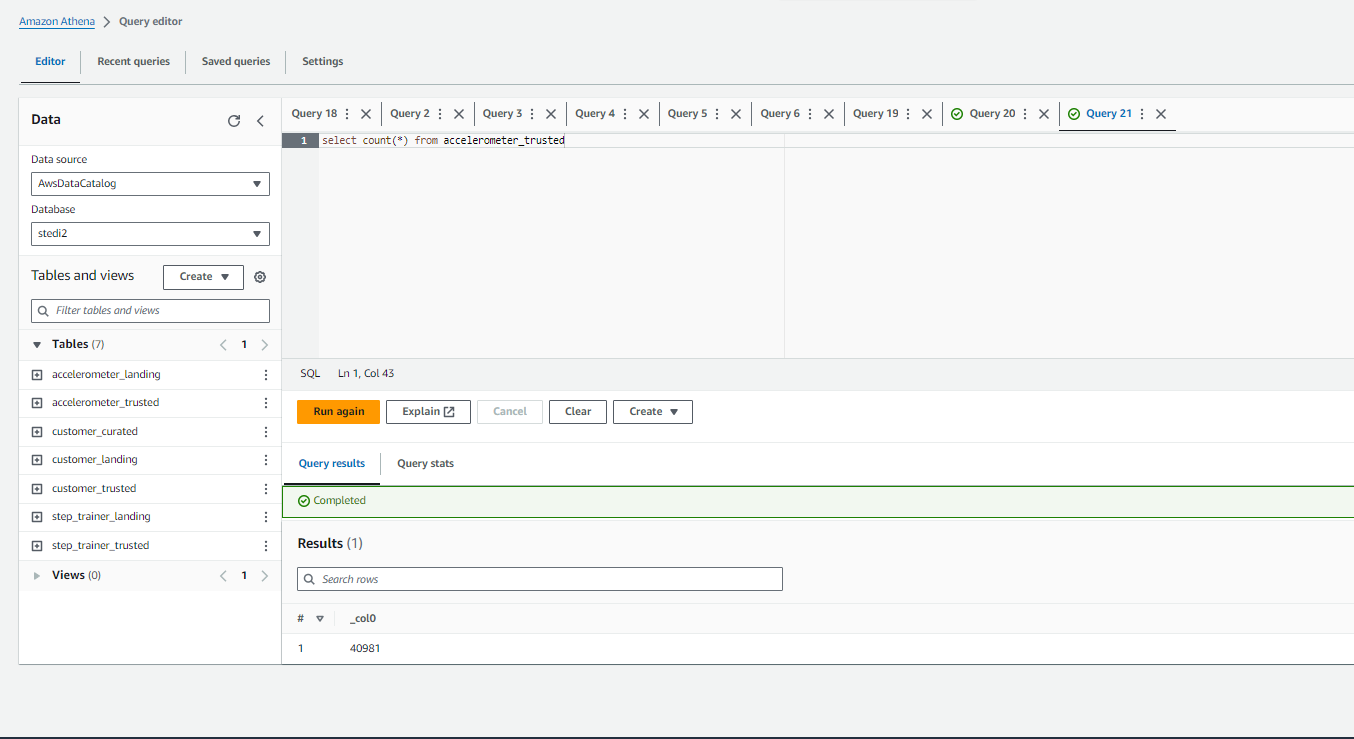 Amazon Athena > Query editor
Editor Recent queries Saved queries Settings
Data
Data source
AwsDataCatalog
Database
stedi2
Tables and views Create
Filter tables and views
Tables (7) 1
accelerometer_landing
accelerometer_trusted
customer_curated
customer_landing
customer_trusted
step_trainer_landing
step_trainer_trusted
Views (0) 1
Query 18 Query 2 Query 3 Query 4 Query 5 Query 6 Query 19 Query 20 Query 21
1 select count(*) from accelerometer_trusted
SQL Ln 1, Col 43
Run again Explain Cancel Clear Create
Query results Query stats
Completed
Results (1)
Search rows
# _col0
1 40981